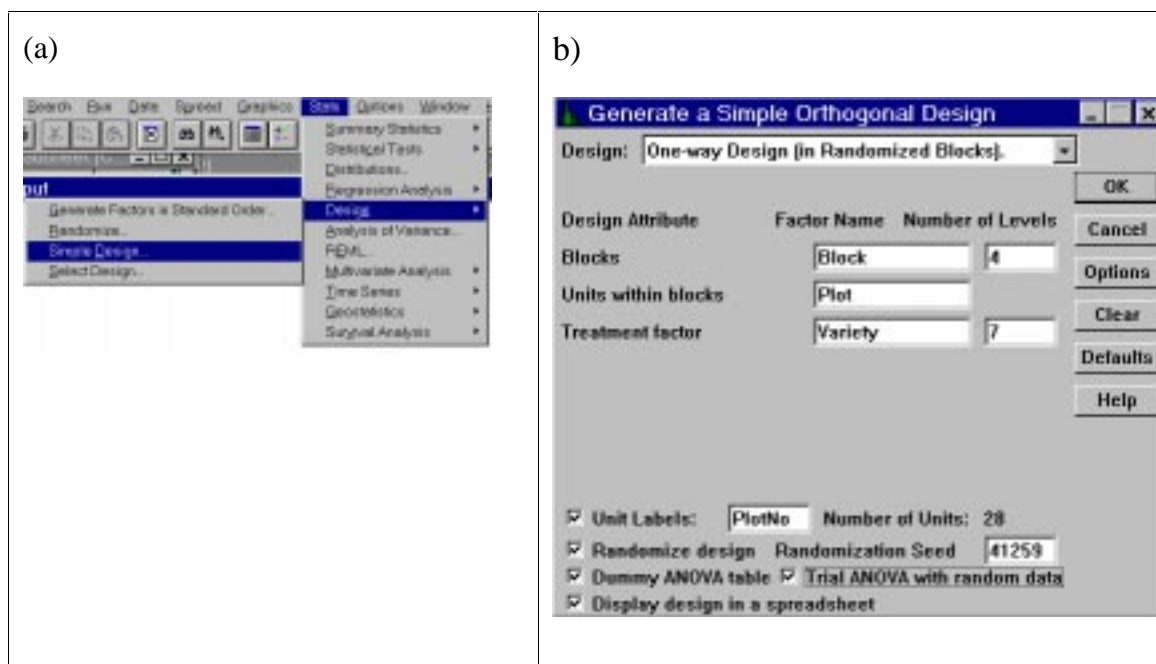 (a)
Search Run Data Spread Graphics Stats Options Window
Summary Statistics
Statistical Tests
Distributions...
Regression Analysis
Design
Analysis of Variance...
REML...
Multivariate Analysis
Time Series
Geostatistics
Survival Analysis
Generate Factors in Standard Order...
Randomize...
Simple Design...
Select Design...
b)
Generate a Simple Orthogonal Design
Design: One-way Design (in Randomized Blocks).
OK
Design Attribute Factor Name Number of Levels
Cancel
Blocks Block 4
Options
Units within blocks Plot
Clear
Treatment factor Variety 7
Defaults
Help
Unit Labels: PlotNo Number of Units: 28
Randomize design Randomization Seed 41259
Dummy ANOVA table Trial ANOVA with random data
Display design in a spreadsheet